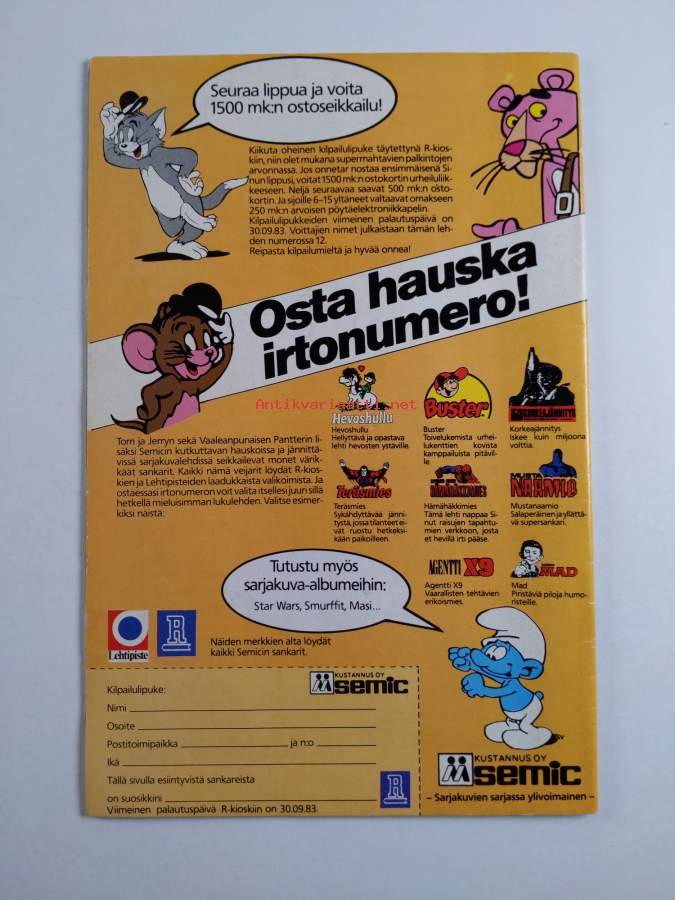 Seuraa lippua ja voita
1500 mk:n ostoseikkailu!
Kiikuta oheinen kilpailulipuke täytettynä R-kios-
kiin, niin olet mukana supermahtavien palkintojen
arvonnassa. Jos onnetar nostaa ensimmäisenä Si-
nun lippusi, voitat 1500 mk:n ostokortin urheiluliik-
keeseen. Neljä seuraavaa saavat 500 mk:n osto-
kortin. Ja sijoille 6–15 yltäneet valtaavat omakseen
250 mk:n arvoisen pöytäelektroniikkapelin.
Kilpailulipukkeiden viimeinen palautuspäivä on
30.09.83. Voittajien nimet julkaistaan tämän leh-
den numerossa 12.
Reipasta kilpailumieltä ja hyvää onnea!
Osta hauska
irtonumero!
Antikvariaatti.net
Tom ja Jerryn sekä Vaaleanpunaisen Pantterin li-
säksi Semicin kutkuttavan hauskoissa ja jännittä-
vissä sarjakuvalehdissä seikkailevat monet värik-
käät sankarit. Kaikki nämä veijarit löydät R-kios-
kien ja Lehtipisteiden laadukkaista valikoimista. Ja
ostaessasi irtonumeron voit valita itsellesi juuri sillä
hetkellä mieluisimman lukulehden. Valitse esimer-
kiksi näistä:
Hevoshullu
Hevoshullu
Hellyttävä ja opastava
lehti hevosten ystäville.
Buster
Buster
Toivelukemista urhei-
lukenttien kovista
kamppailuista pitävil-
le.
KORKEAJÄNNITYS
Korkeajännitys
Iskee kuin miljoona
volttia.
Teräsmies
Teräsmies
Sykähdyttävää jänni-
tystä, jossa tilanteet ei-
vät ruostu hetkeksi-
kään paikoilleen.
HÄMÄHÄKKIMIES
Hämähäkkimies
Tämä lehti nappaa Si-
nut raisujen tapahtu-
mien verkkoon, josta
et hevillä irti pääse.
MUSTA
NAAMIO
Mustanaamio
Salaperäinen ja yllättä-
vä supersankari.
AGENTTI X9
Agentti X9
Vaarallisten tehtävien
erikoismies.
MAD
Mad
Piristäviä piloja humo-
risteille.
Tutustu myös
sarjakuva-albumeihin:
Star Wars, Smurffit, Masi...
Lehtipiste
R
Näiden merkkien alta löydät
kaikki Semicin sankarit.
Kilpailulipuke:
KUSTANNUS OY
semic
Nimi
Osoite
Postitoimipaikka ja n:o
Ikä
Tällä sivulla esiintyvistä sankareista
on suosikkini
Viimeinen palautuspäivä R-kioskiin on 30.09.83.
R
KUSTANNUS OY
semic
– Sarjakuvien sarjassa ylivoimainen –